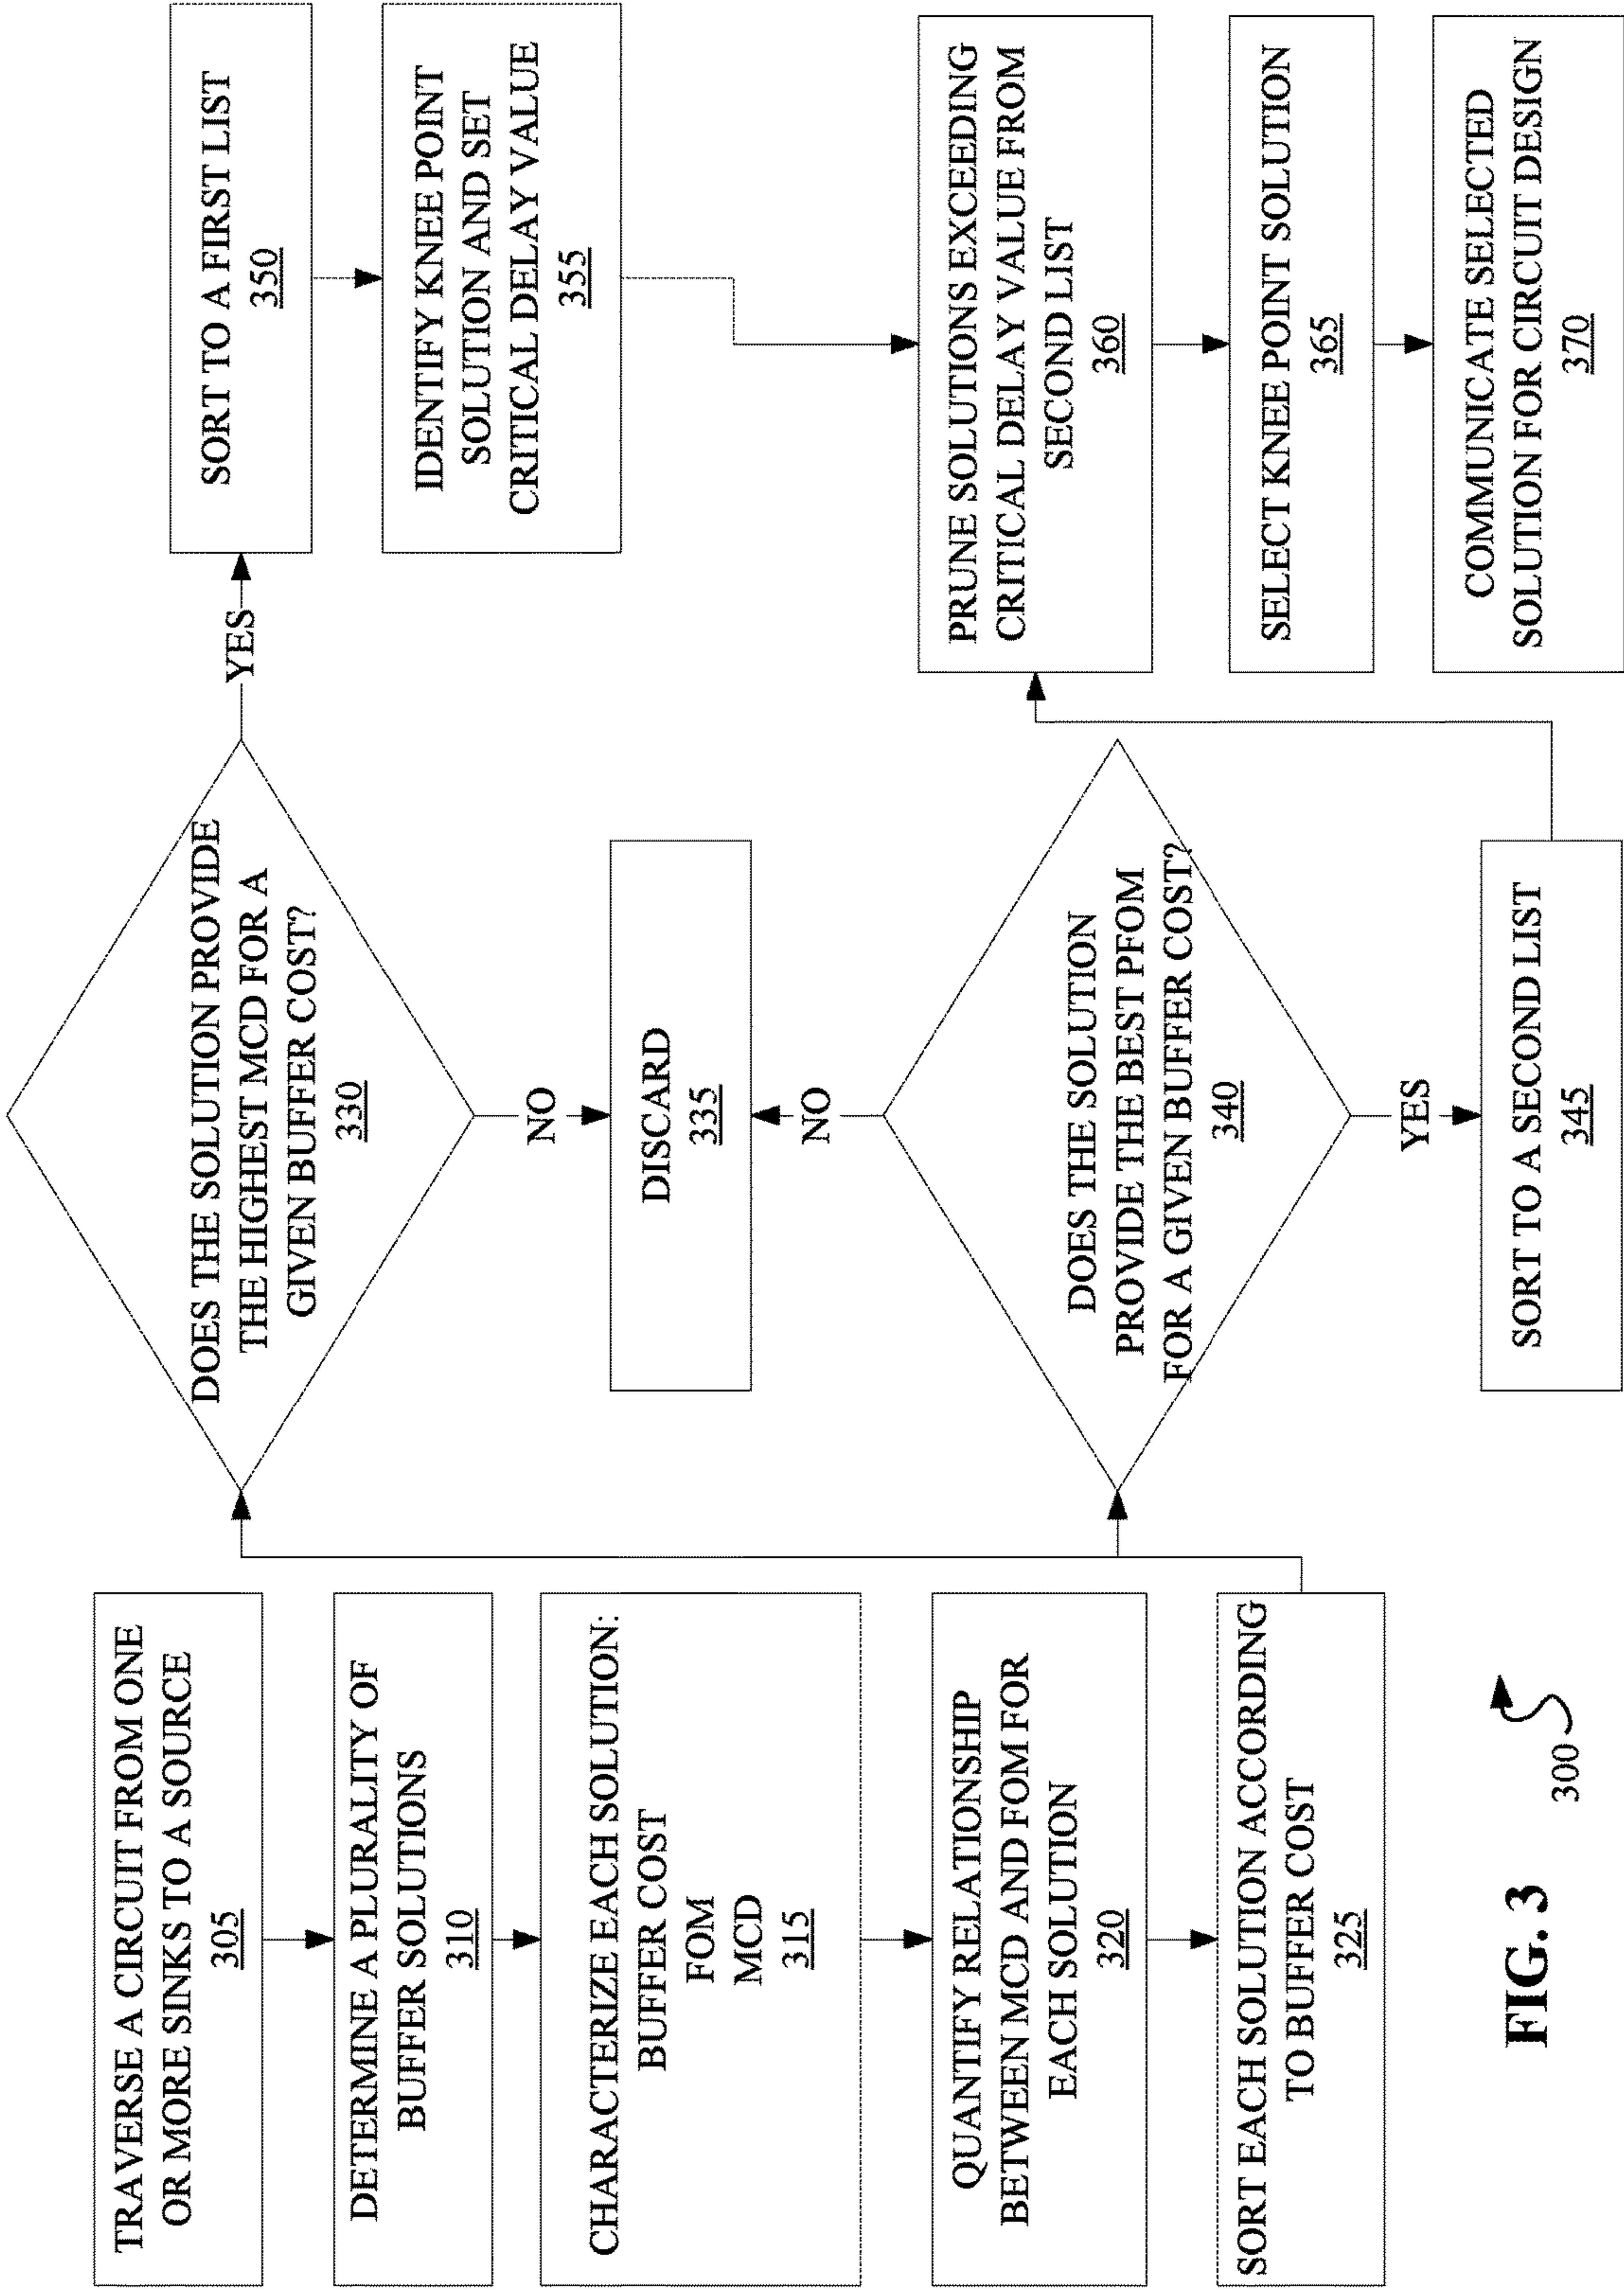 TRAVERSE A CIRCUIT FROM ONE
OR MORE SINKS TO A SOURCE
305
DETERMINE A PLURALITY OF
BUFFER SOLUTIONS
310
CHARACTERIZE EACH SOLUTION:
BUFFER COST
FOM
MCD
315
QUANTIFY RELATIONSHIP
BETWEEN MCD AND FOM FOR
EACH SOLUTION
320
SORT EACH SOLUTION ACCORDING
TO BUFFER COST
325
DOES THE SOLUTION PROVIDE
THE HIGHEST MCD FOR A
GIVEN BUFFER COST?
330
YES
NO
DISCARD
335
NO
DOES THE SOLUTION
PROVIDE THE BEST PFOM
FOR A GIVEN BUFFER COST?
340
YES
SORT TO A SECOND LIST
345
SORT TO A FIRST LIST
350
IDENTIFY KNEE POINT
SOLUTION AND SET
CRITICAL DELAY VALUE
355
PRUNE SOLUTIONS EXCEEDING
CRITICAL DELAY VALUE FROM
SECOND LIST
360
SELECT KNEE POINT SOLUTION
365
COMMUNICATE SELECTED
SOLUTION FOR CIRCUIT DESIGN
370
FIG. 3
300